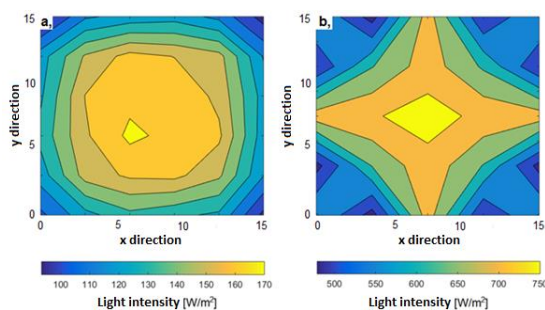 a,
15
10
5
0
y direction
0
5
10
15
x direction
100 110 120 130 140 150 160 170
Light intensity [W/m²]
b,
15
10
5
0
y direction
0
5
10
15
x direction
500 550 600 650 700 750
Light intensity [W/m²]